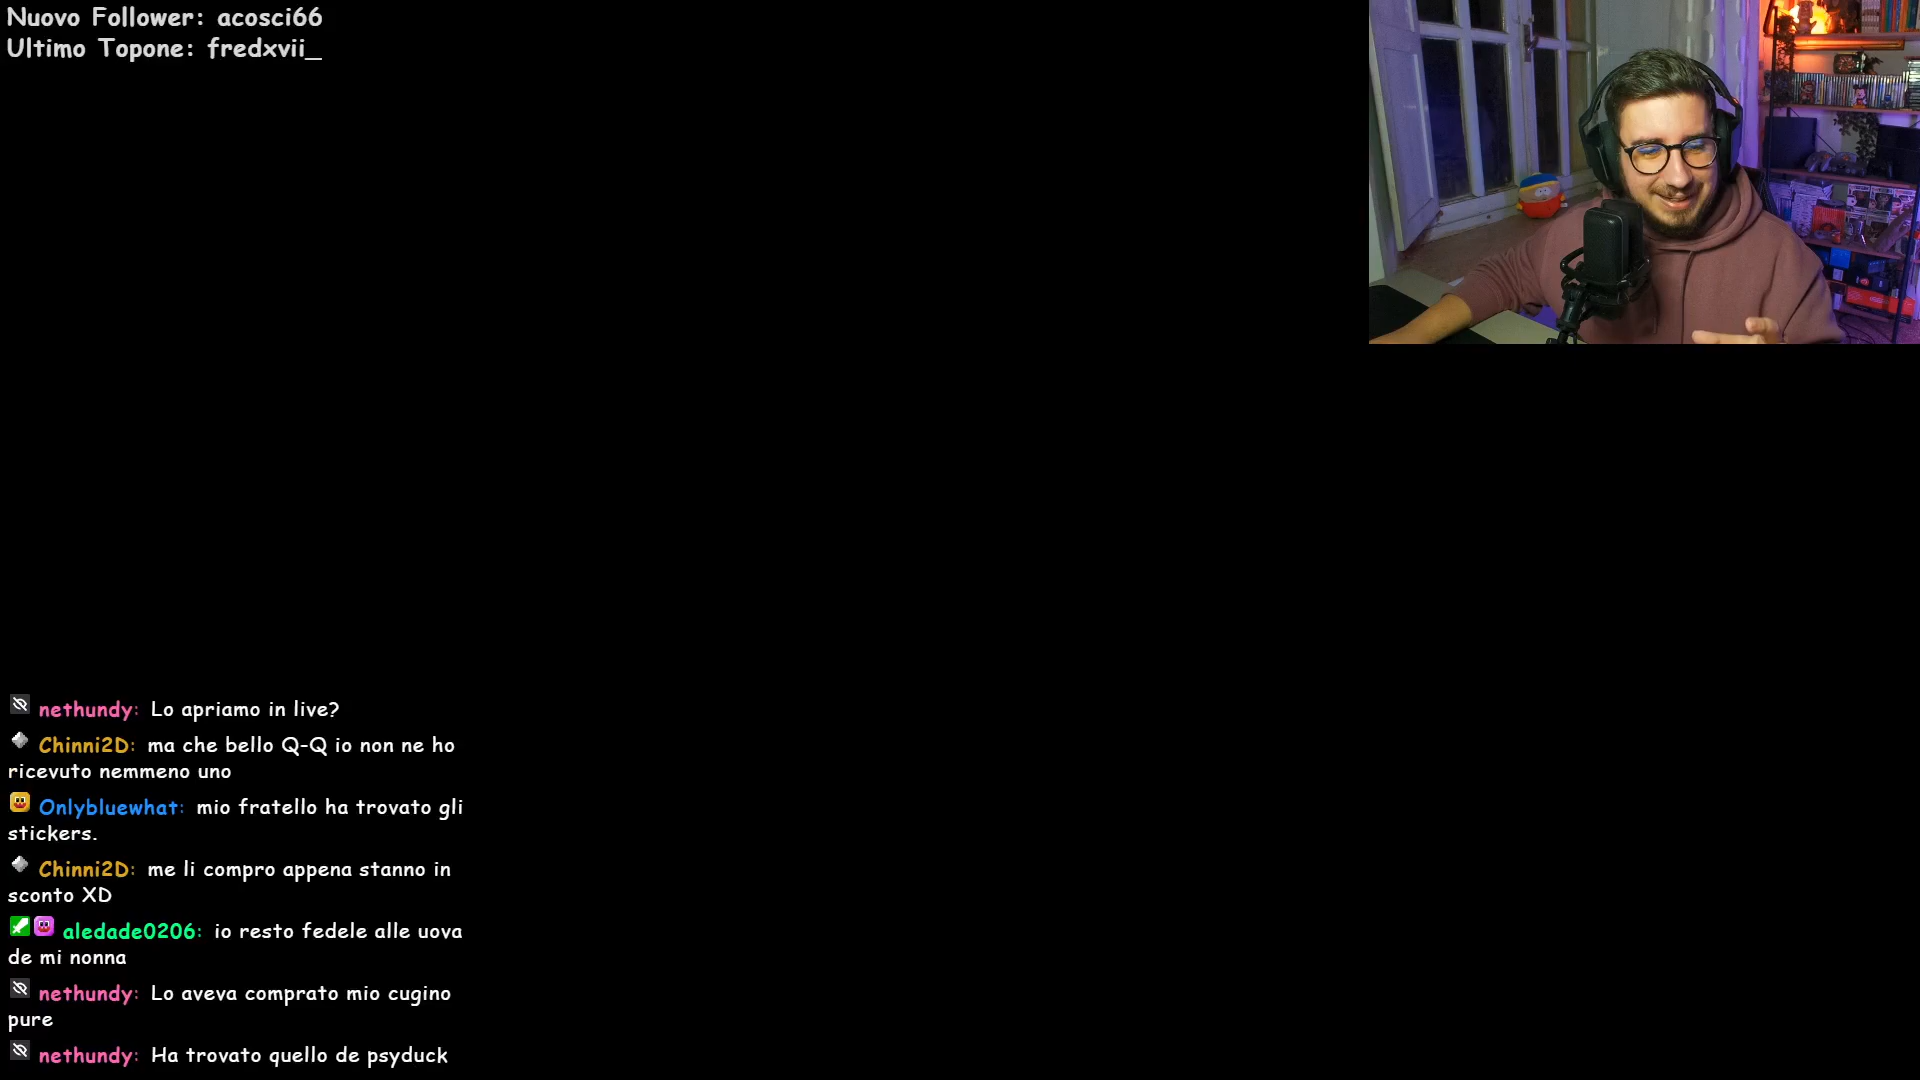 Nuovo Follower: acosci66
Ultimo Topone: fredxvii_
nethundy: Lo apriamo in live?
Chinni2D: ma che bello Q-Q io non ne ho
ricevuto nemmeno uno
Onlybluewhat: mio fratello ha trovato gli
stickers.
Chinni2D: me li compro appena stanno in
sconto XD
aledade0206: io resto fedele alle uova
de mi nonna
nethundy: Lo aveva comprato mio cugino
pure
nethundy: Ha trovato quello de psyduck